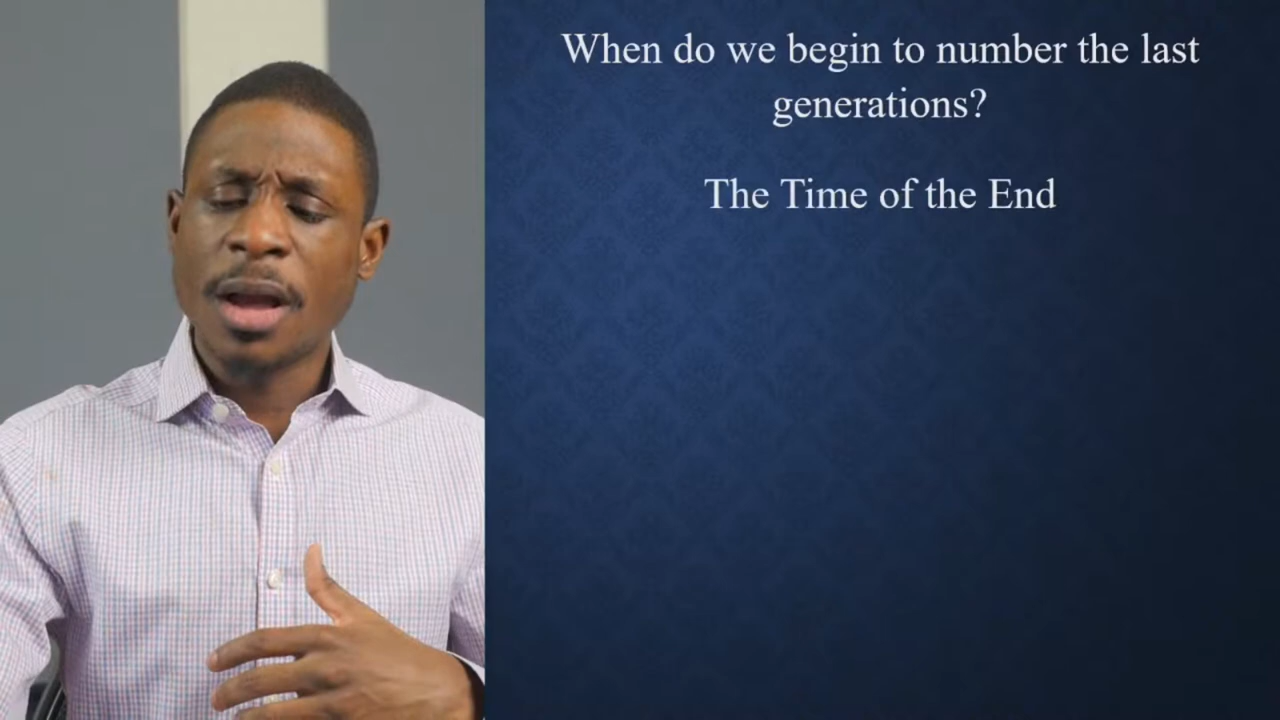 When do we begin to number the last
generations?
The Time of the End